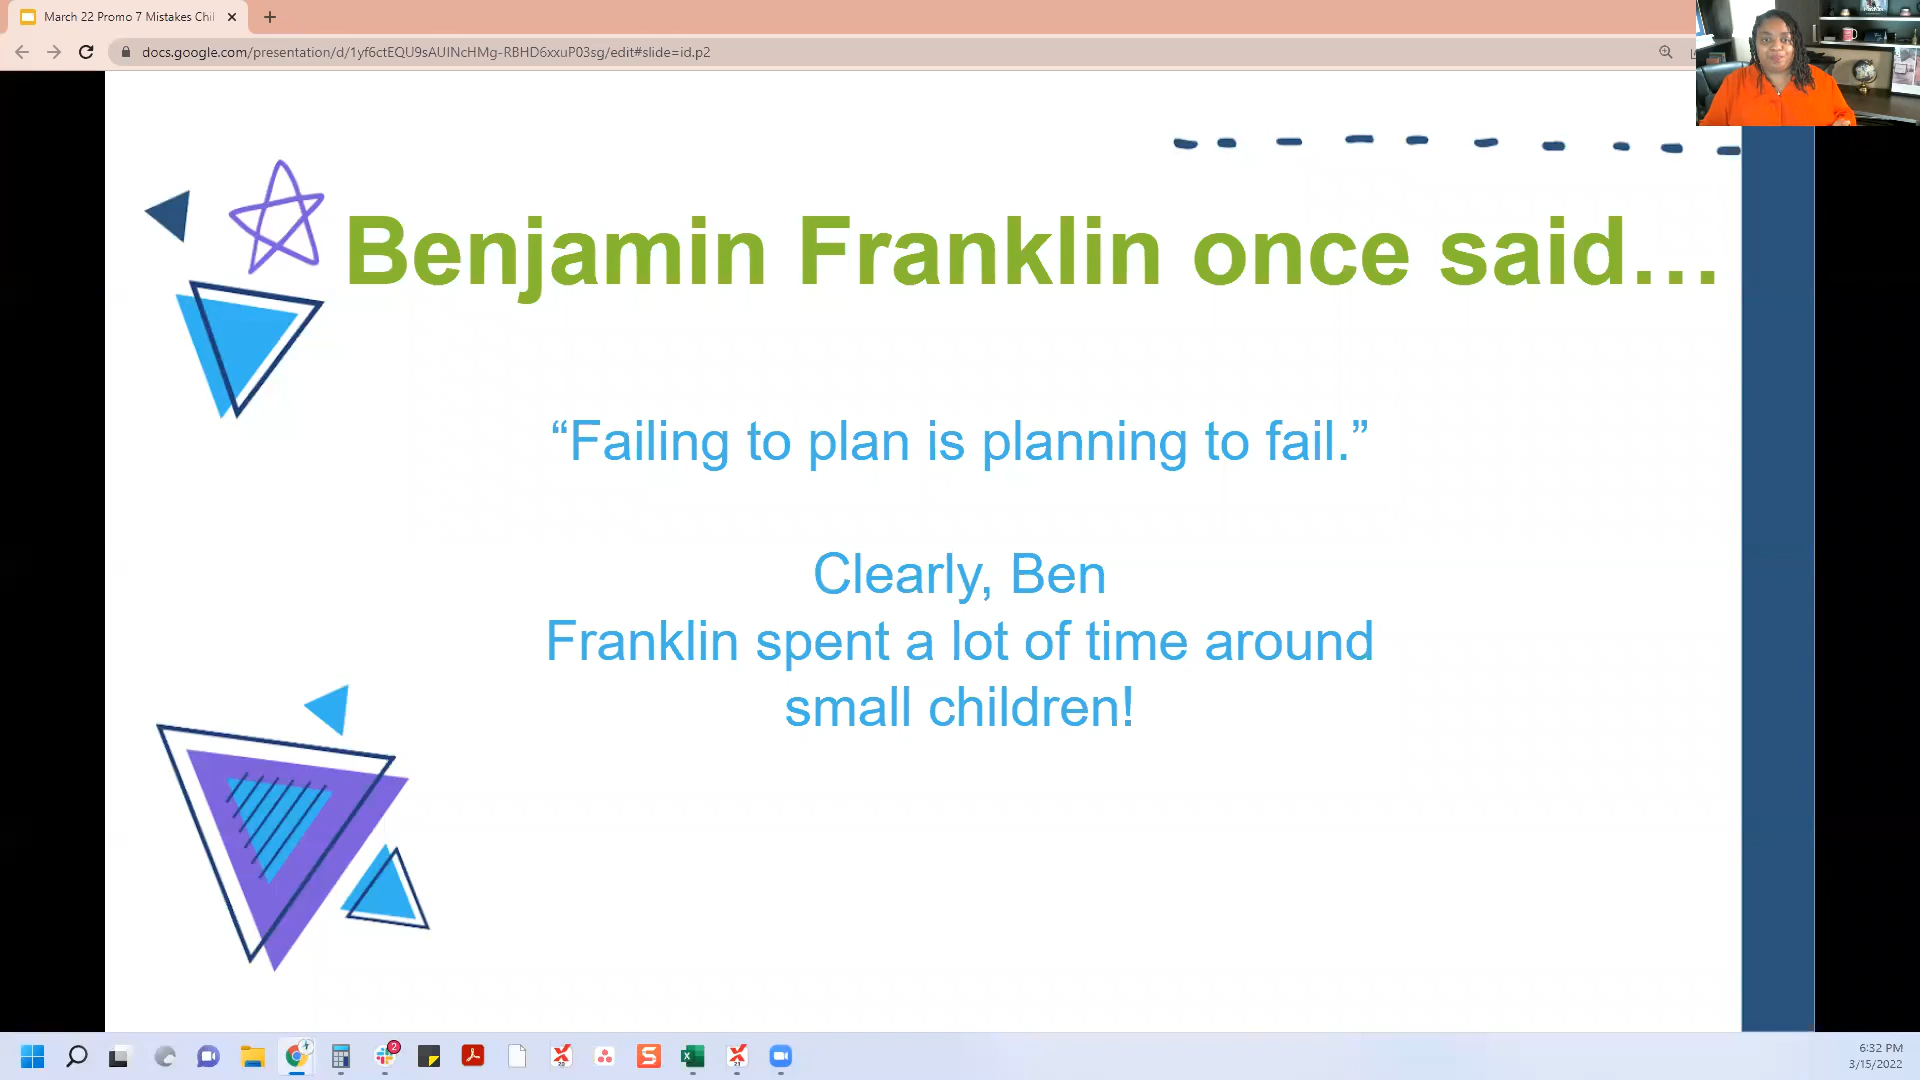 March 22 Promo 7 Mistakes Chil
docs.google.com/presentation/d/1yf6ctEQU9sAUINcHMg-RBHD6xxuP03sg/edit#slide=id.p2
Benjamin Franklin once said...
“Failing to plan is planning to fail.”
Clearly, Ben
Franklin spent a lot of time around
small children!
2
6:32 PM
3/15/2022